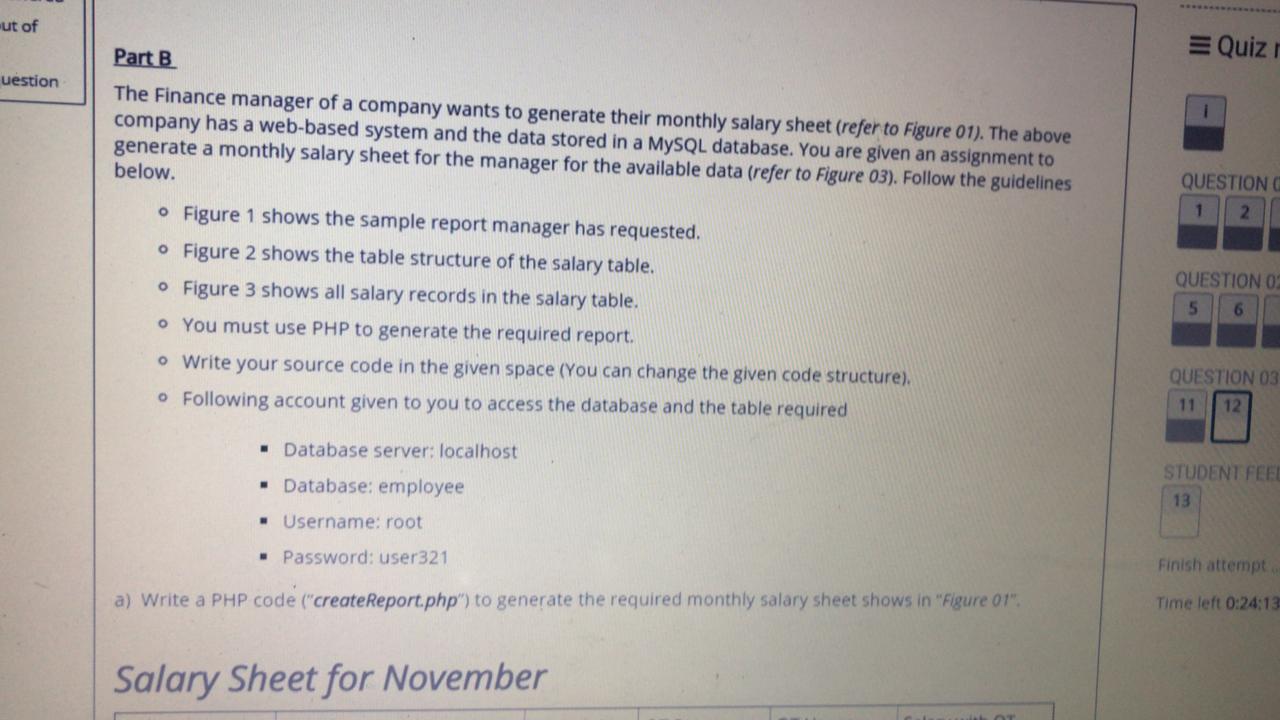 ut of
uestion
Part B
The Finance manager of a company wants to generate their monthly salary sheet (refer to Figure 01). The above
company has a web-based system and the data stored in a MySQL database. You are given an assignment to
generate a monthly salary sheet for the manager for the available data (refer to Figure 03). Follow the guidelines
below.
Figure 1 shows the sample report manager has requested.
Figure 2 shows the table structure of the salary table.
Figure 3 shows all salary records in the salary table.
You must use PHP to generate the required report.
Write your source code in the given space (You can change the given code structure).
Following account given to you to access the database and the table required
Database server: localhost
Database: employee
Username: root
Password: user321
a) Write a PHP code ("createReport.php") to generate the required monthly salary sheet shows in "Figure 01".
Salary Sheet for November
Quiz
i
QUESTION 0
1 2
QUESTION 02
5 6
QUESTION 03
11 12
STUDENT FEE
13
Finish attempt ..
Time left 0:24:13